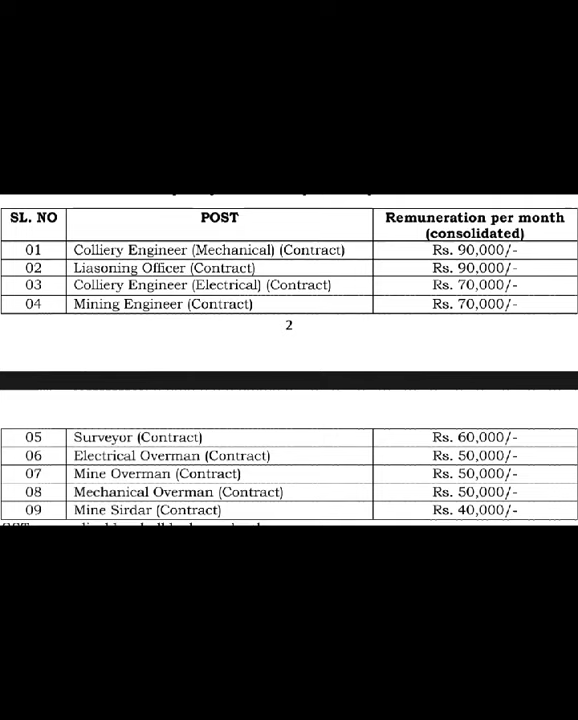 SL. NO POST Remuneration per month
(consolidated)
01 Colliery Engineer (Mechanical) (Contract) Rs. 90,000/-
02 Liasoning Officer (Contract) Rs. 90,000/-
03 Colliery Engineer (Electrical) (Contract) Rs. 70,000/-
04 Mining Engineer (Contract) Rs. 70,000/-
2
05 Surveyor (Contract) Rs. 60,000/-
06 Electrical Overman (Contract) Rs. 50,000/-
07 Mine Overman (Contract) Rs. 50,000/-
08 Mechanical Overman (Contract) Rs. 50,000/-
09 Mine Sirdar (Contract) Rs. 40,000/-